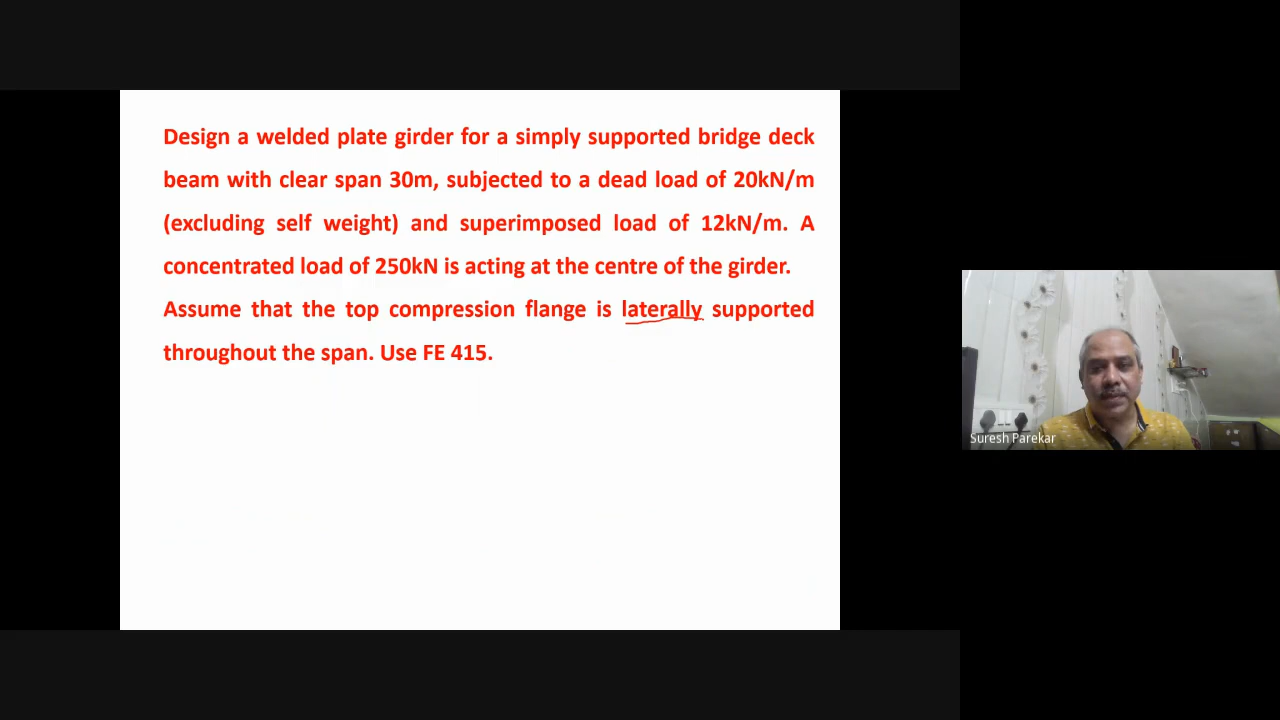 Design a welded plate girder for a simply supported bridge deck
beam with clear span 30m, subjected to a dead load of 20kN/m
(excluding self weight) and superimposed load of 12kN/m. A
concentrated load of 250kN is acting at the centre of the girder.
Assume that the top compression flange is laterally supported
throughout the span. Use FE 415.
Suresh Parekar